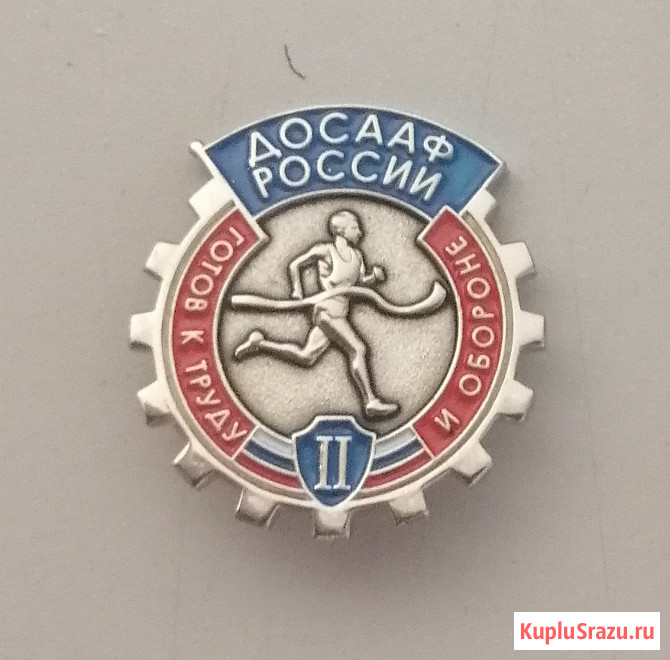 ДОСААФ
РОССИИ
ГОТОВ К ТРУДУ
И ОБОРОНЕ
II
KupluSrazu.ru